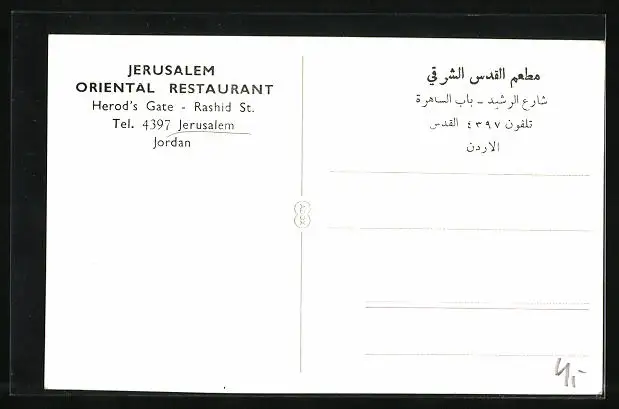 JERUSALEM
ORIENTAL RESTAURANT
Herod's Gate - Rashid St.
Tel. 4397 Jerusalem
Jordan
مطعم القدس الشرقي
شارع الرشيد ـ باب الساهرة
تلفون ٤٣٩٧ القدس
الاردن
4,-